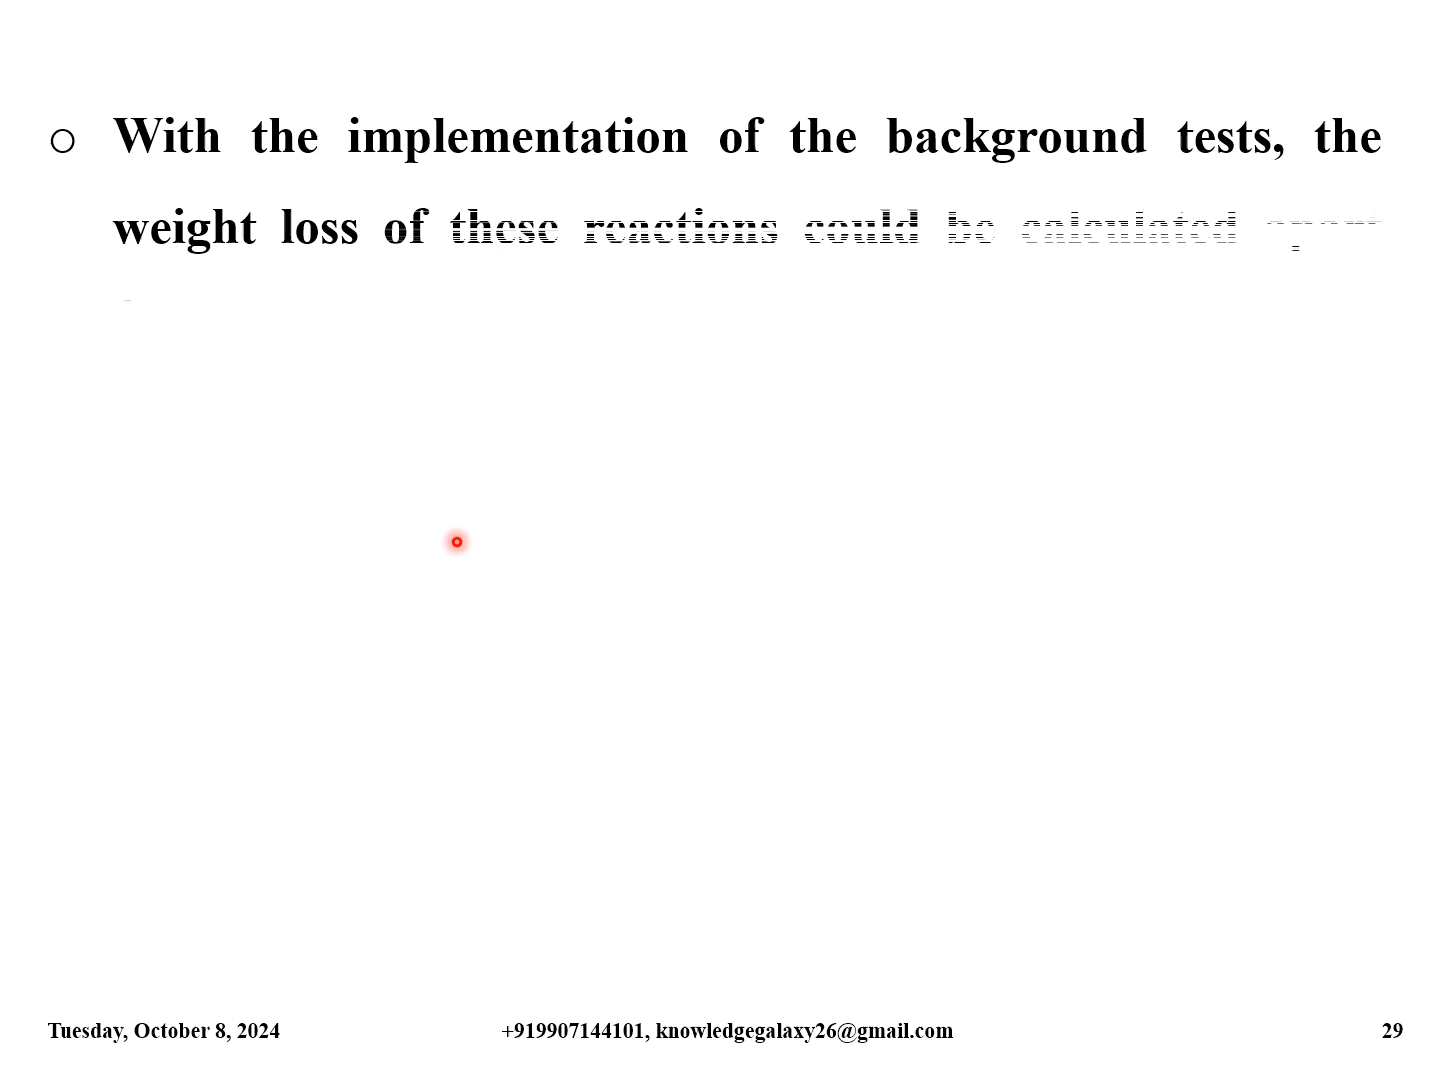 With the implementation of the background tests, the
weight loss of these reactions could be calculated apart
Tuesday, October 8, 2024
+919907144101, knowledgegalaxy26@gmail.com
29